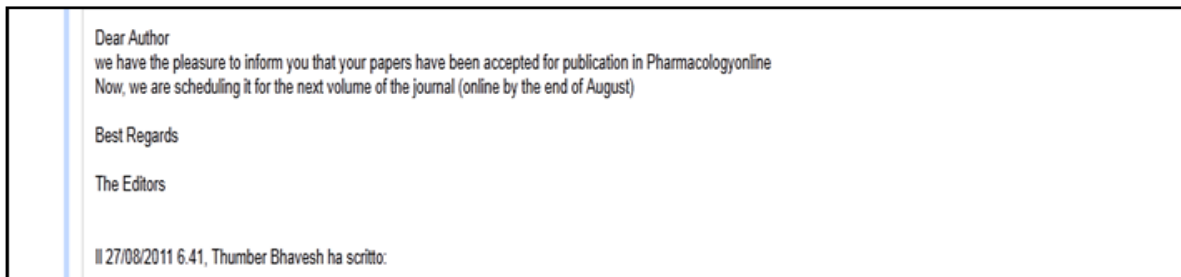 Dear Author
we have the pleasure to inform you that your papers have been accepted for publication in Pharmacologyonline
Now, we are scheduling it for the next volume of the journal (online by the end of August)
Best Regards
The Editors
Il 27/08/2011 6.41, Thumber Bhavesh ha scritto: